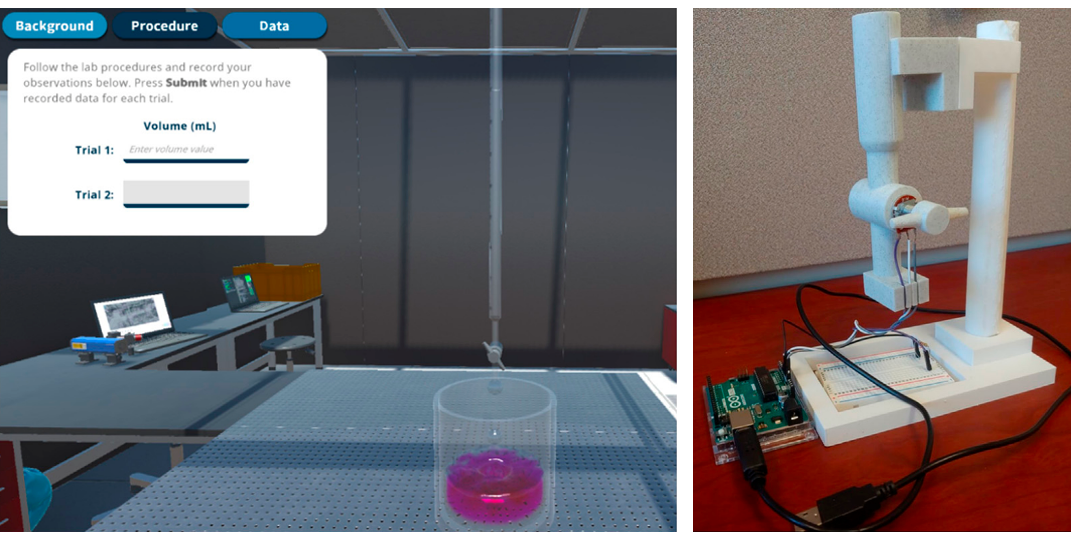 Background Procedure Data
Follow the lab procedures and record your
observations below. Press Submit when you have
recorded data for each trial.
Volume (mL)
Trial 1: Enter volume value
Trial 2: